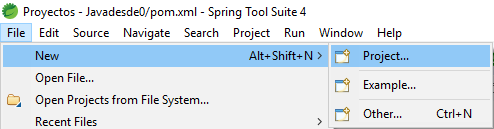 Proyectos - Javadesde0/pom.xml - Spring Tool Suite 4
File Edit Source Navigate Search Project Run Window Help
New Alt+Shift+N > Project...
Open File... Example...
Open Projects from File System...
Other... Ctrl+N
Recent Files >